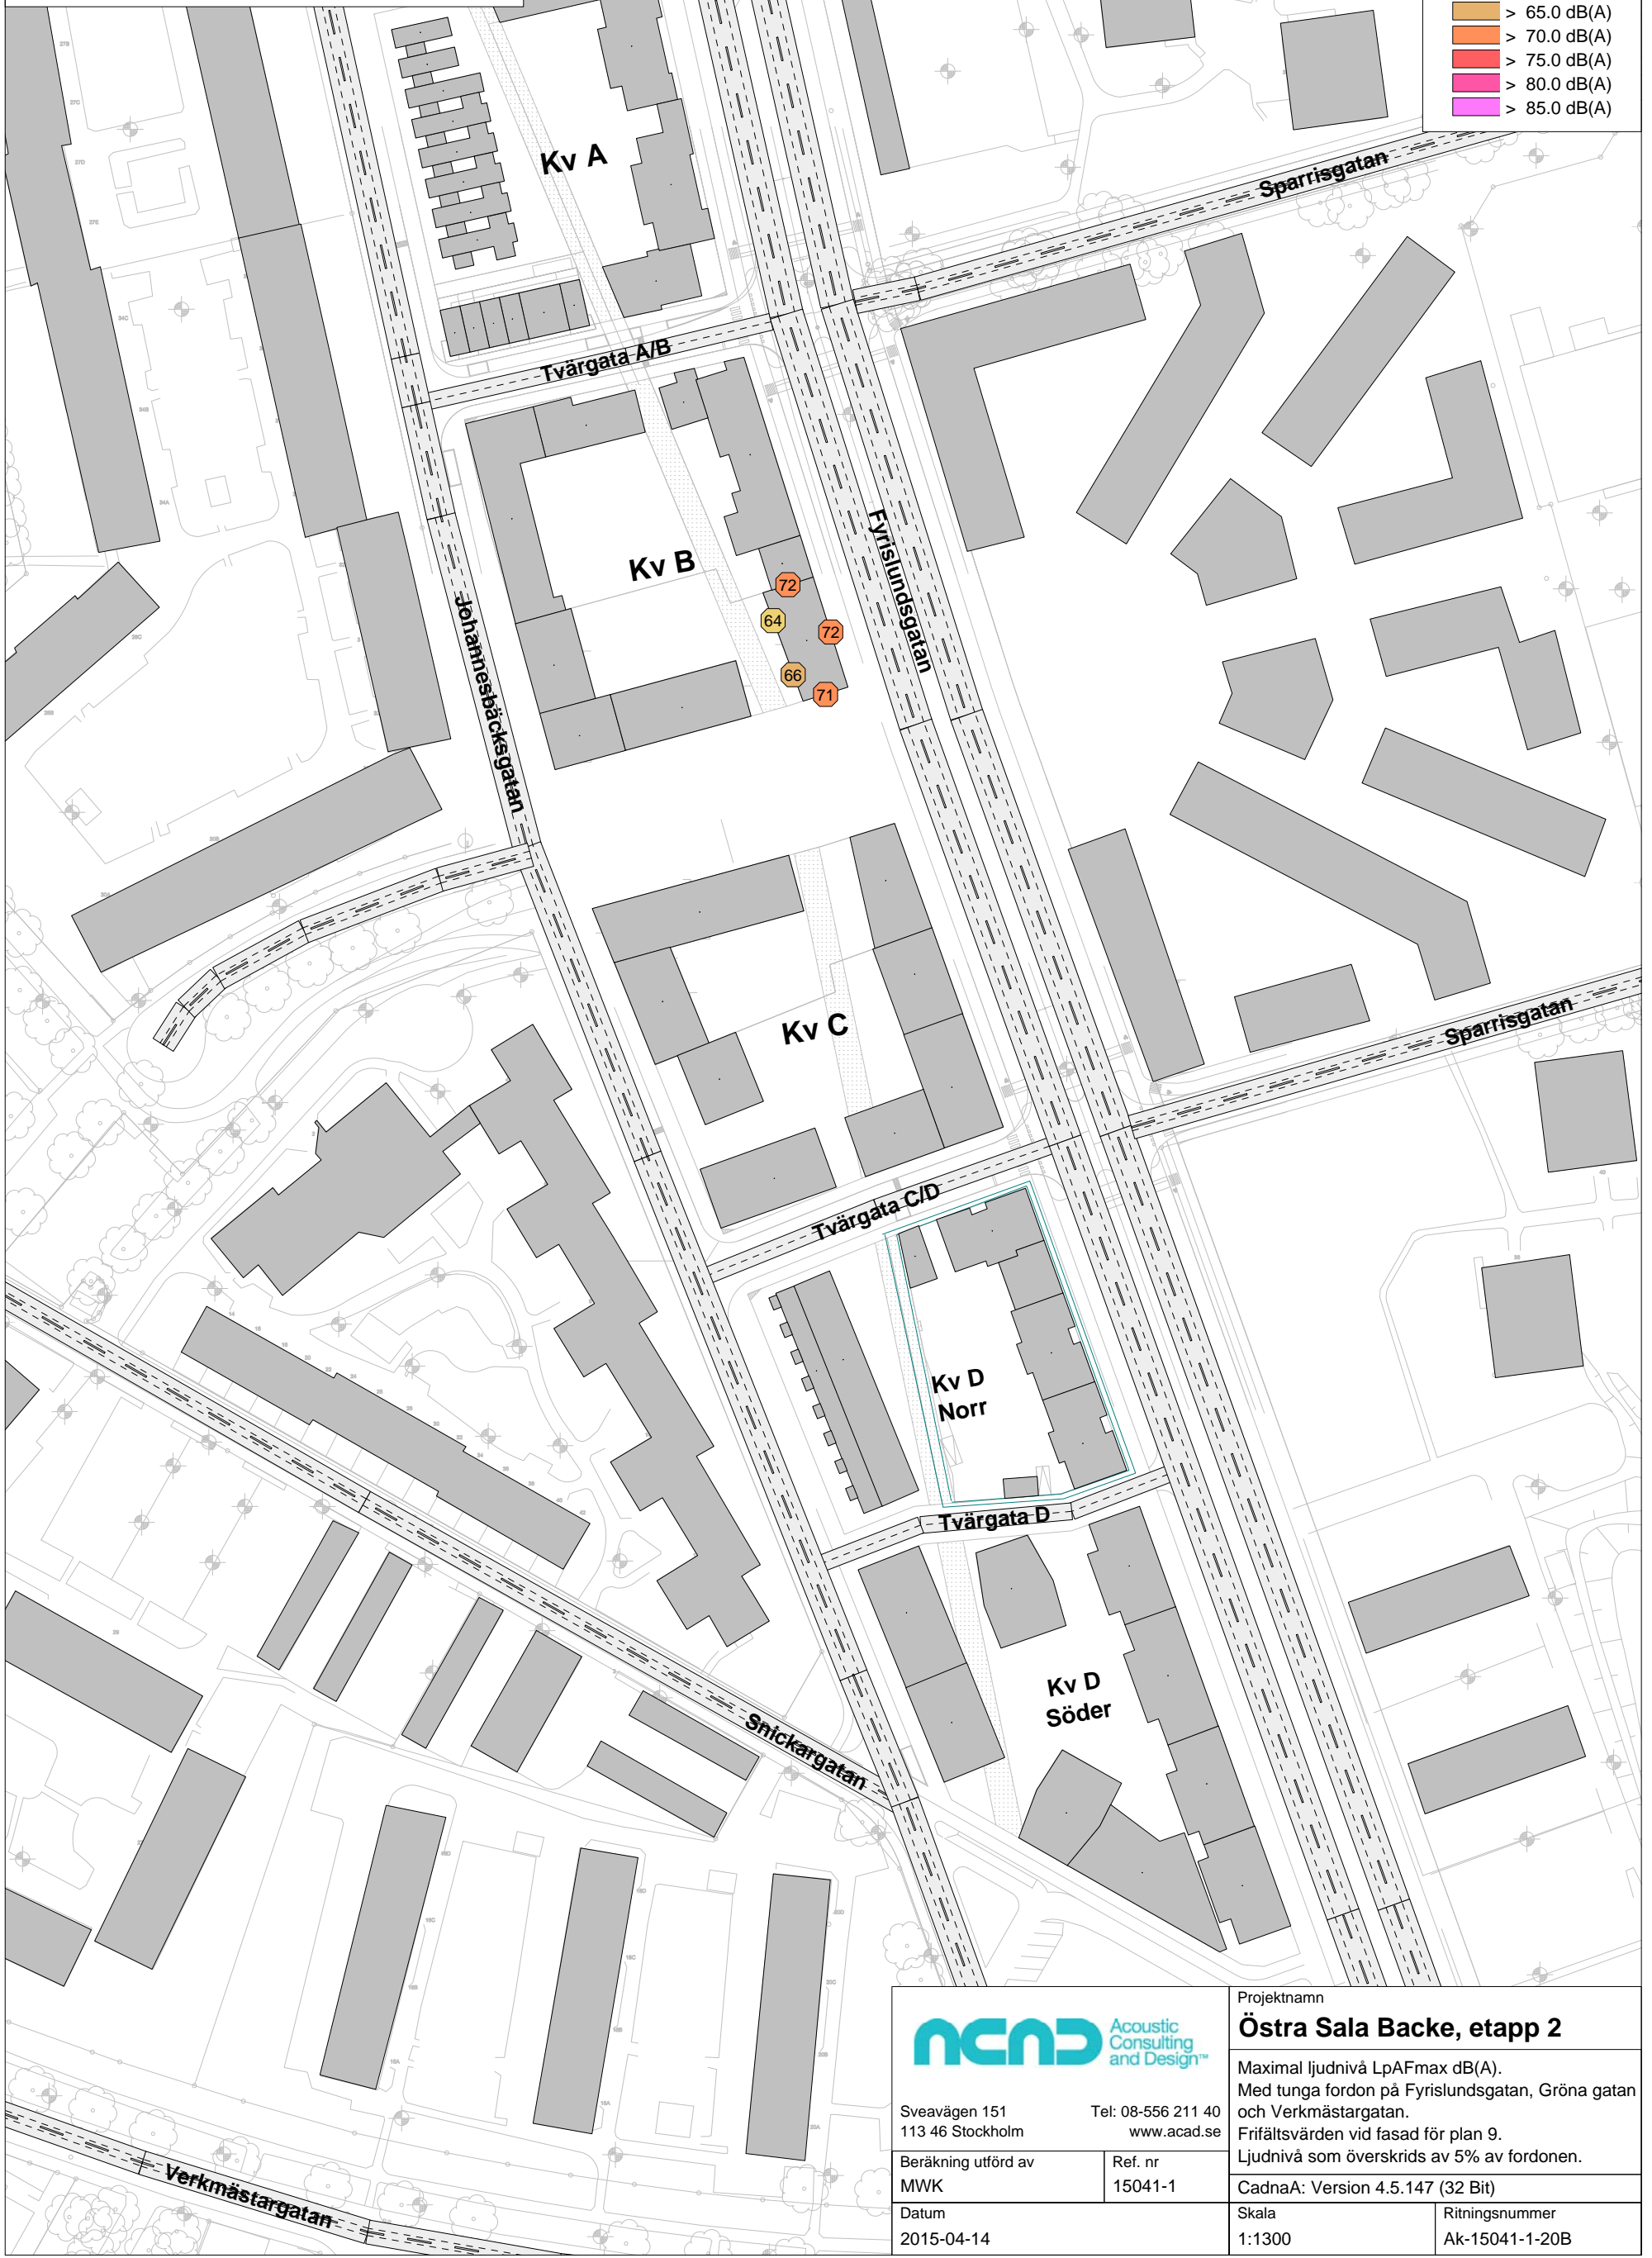 > 65.0 dB(A)
> 70.0 dB(A)
> 75.0 dB(A)
> 80.0 dB(A)
> 85.0 dB(A)
Kv A
Sparrisgatan
Tvärgata A/B
Fyrislundsgatan
Kv B
72
64
72
66
71
Johannesbäcksgatan
Kv C
Sparrisgatan
Tvärgata C/D
Kv D
Norr
Tvärgata D
Kv D
Söder
Snickargatan
Verkmästargatan
ACAD
Acoustic
Consulting
and Design™
Sveavägen 151
113 46 Stockholm
Tel: 08-556 211 40
www.acad.se
Beräkning utförd av
MWK
Ref. nr
15041-1
Datum
2015-04-14
Projektnamn
Östra Sala Backe, etapp 2
Maximal ljudnivå LpAFmax dB(A).
Med tunga fordon på Fyrislundsgatan, Gröna gatan
och Verkmästargatan.
Frifältsvärden vid fasad för plan 9.
Ljudnivå som överskrids av 5% av fordonen.
CadnaA: Version 4.5.147 (32 Bit)
Skala
1:1300
Ritningsnummer
Ak-15041-1-20B